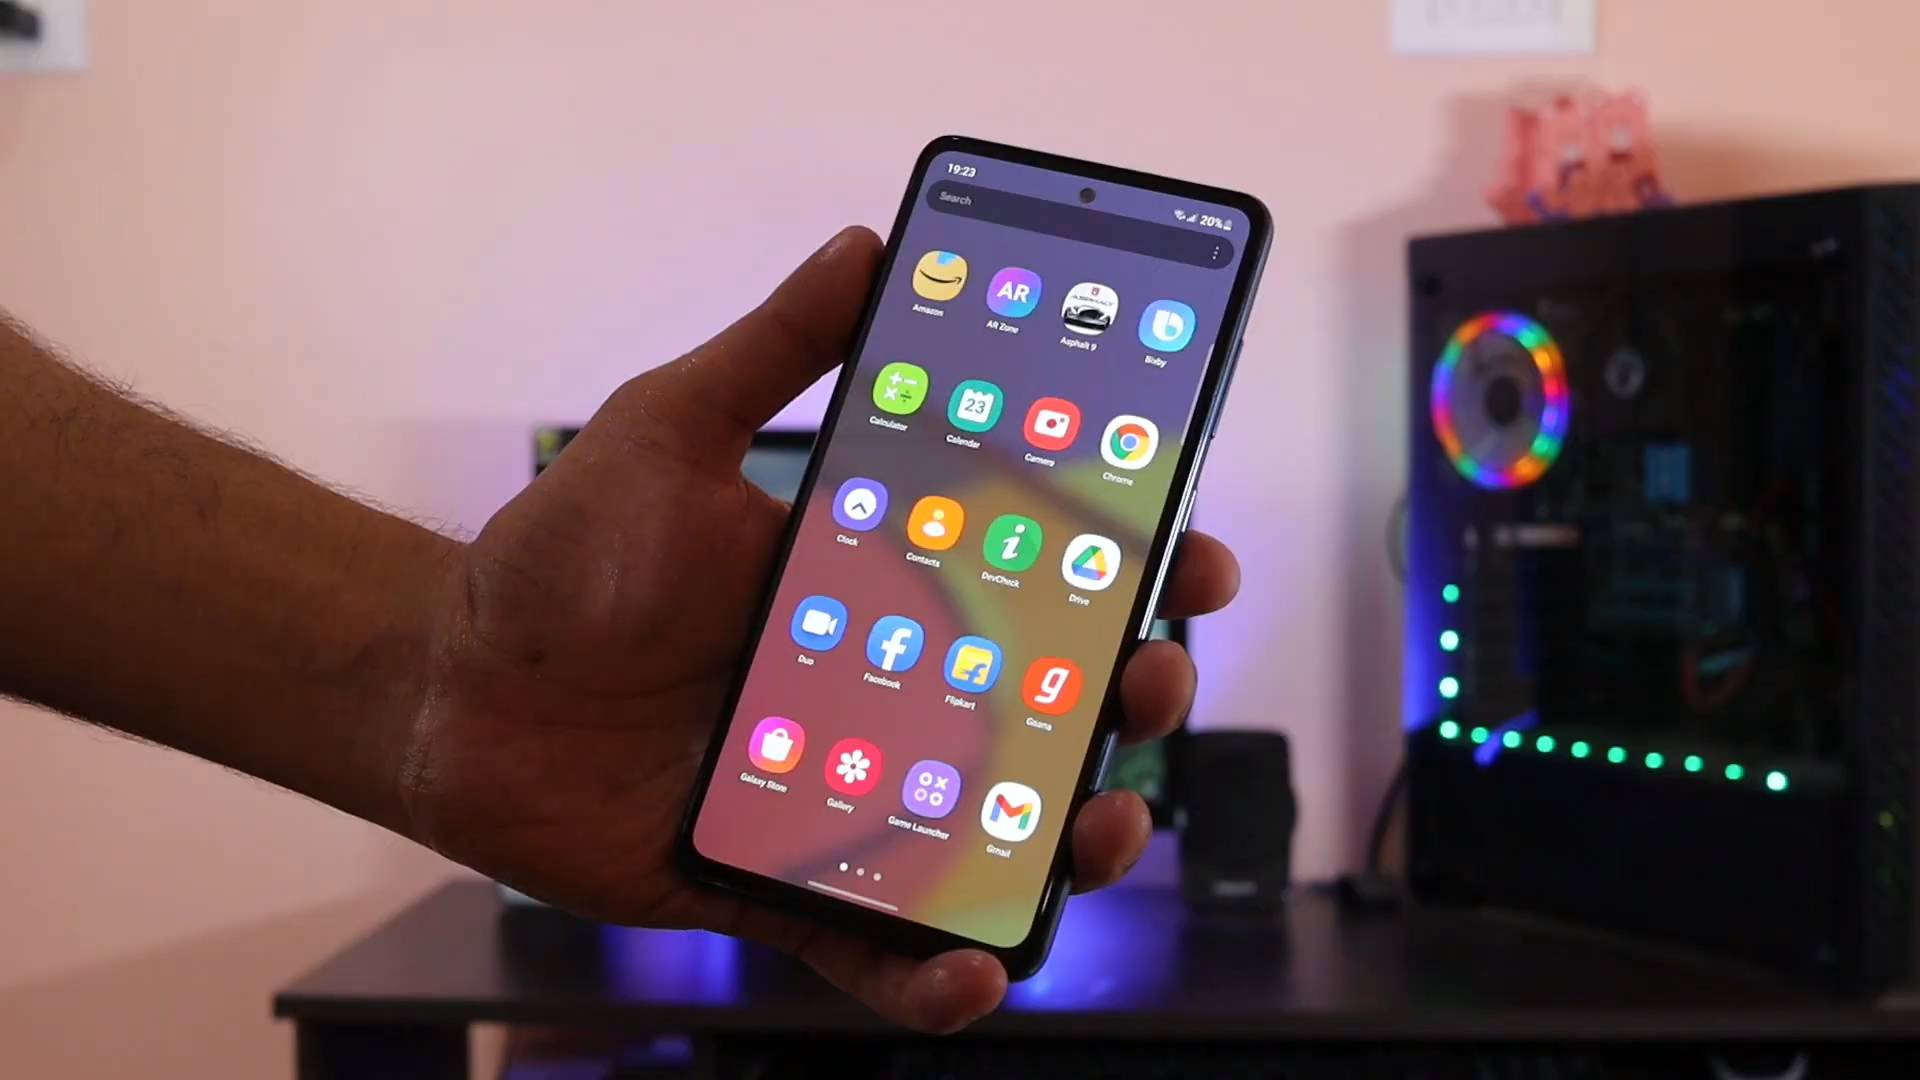 19:23
20%
Search
Amazon
AR
AR Zone
ASPHALT
Asphalt 9
Bixby
Calculator
23
Calendar
Camera
Chrome
Clock
Contacts
DevCheck
Drive
Duo
Facebook
Flipkart
Gaana
Galaxy Store
Gallery
Game Launcher
Gmail